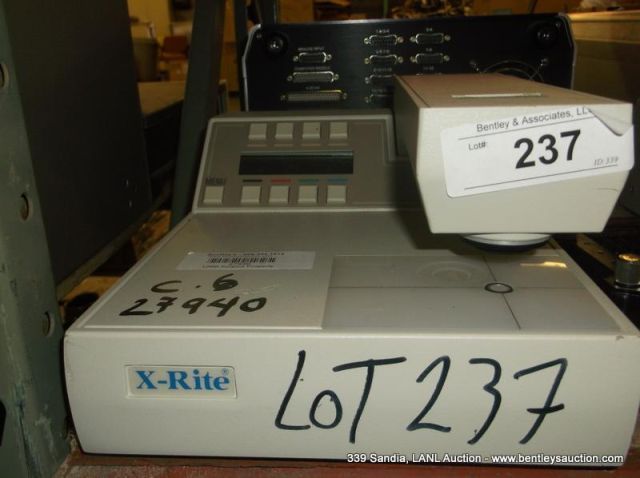 Bentley & Associates, LLC
Lot#:
237
ID:339
MENU
C.6
27940
X-Rite®
LOT 237
339 Sandia, LANL Auction - www.bentleysauction.com